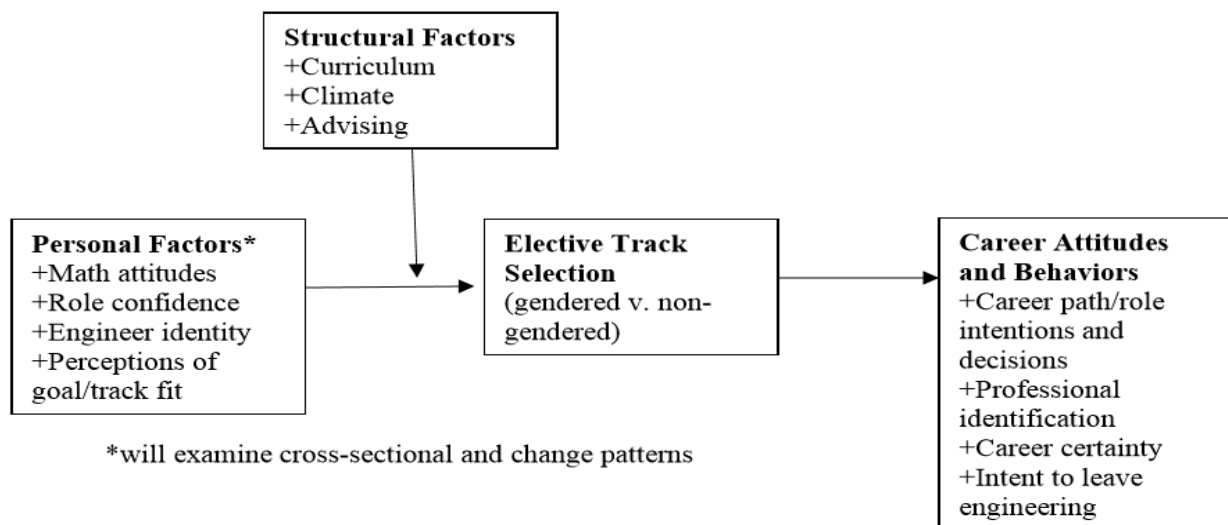 Structural Factors
+Curriculum
+Climate
+Advising
Personal Factors*
+Math attitudes
+Role confidence
+Engineer identity
+Perceptions of
goal/track fit
Elective Track
Selection
(gendered v. non-
gendered)
Career Attitudes
and Behaviors
+Career path/role
intentions and
decisions
+Professional
identification
+Career certainty
+Intent to leave
engineering
*will examine cross-sectional and change patterns